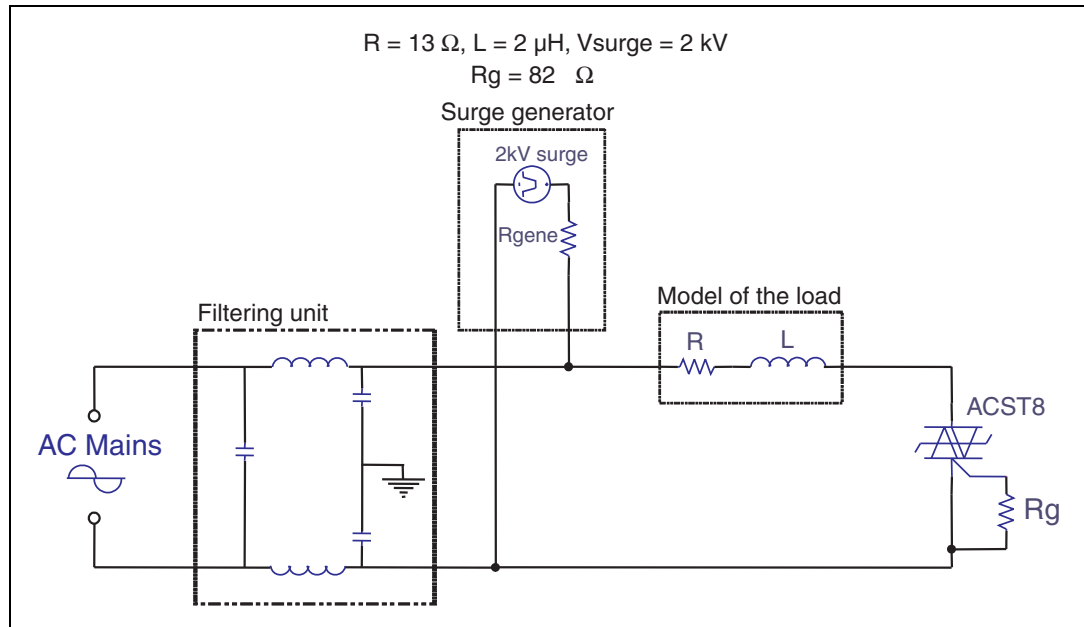 R = 13 Ω, L = 2 µH, Vsurge = 2 kV
Rg = 82 Ω
Surge generator
2kV surge
Rgene
Filtering unit
Model of the load
R
L
ACST8
AC Mains
Rg